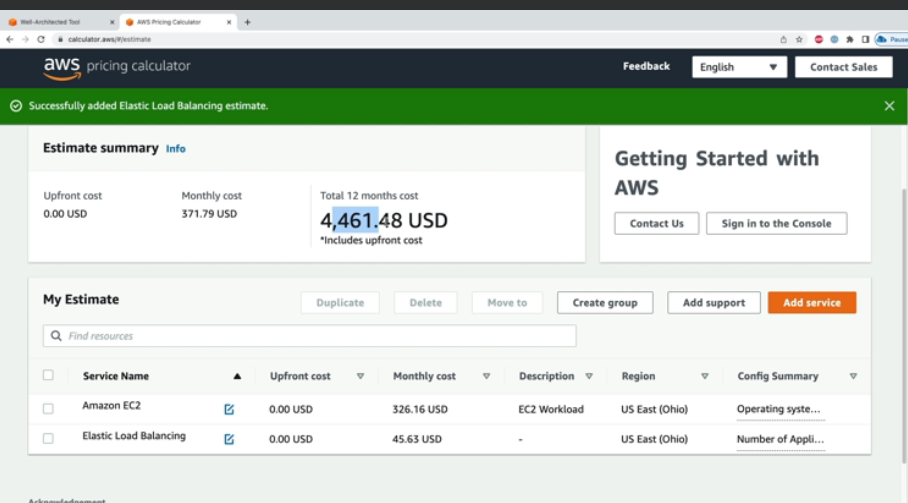 Well-Architected Tool
AWS Pricing Calculator
calculator.aws/#/estimate
Pause
aws pricing calculator
Feedback
English
Contact Sales
Successfully added Elastic Load Balancing estimate.
Estimate summary Info
Upfront cost
0.00 USD
Monthly cost
371.79 USD
Total 12 months cost
4,461.48 USD
*Includes upfront cost
Getting Started with
AWS
Contact Us
Sign in to the Console
My Estimate
Duplicate
Delete
Move to
Create group
Add support
Add service
Find resources
Service Name Upfront cost Monthly cost Description Region Config Summary
Amazon EC2 0.00 USD 326.16 USD EC2 Workload US East (Ohio) Operating syste...
Elastic Load Balancing 0.00 USD 45.63 USD - US East (Ohio) Number of Appli...
Acknowledgement